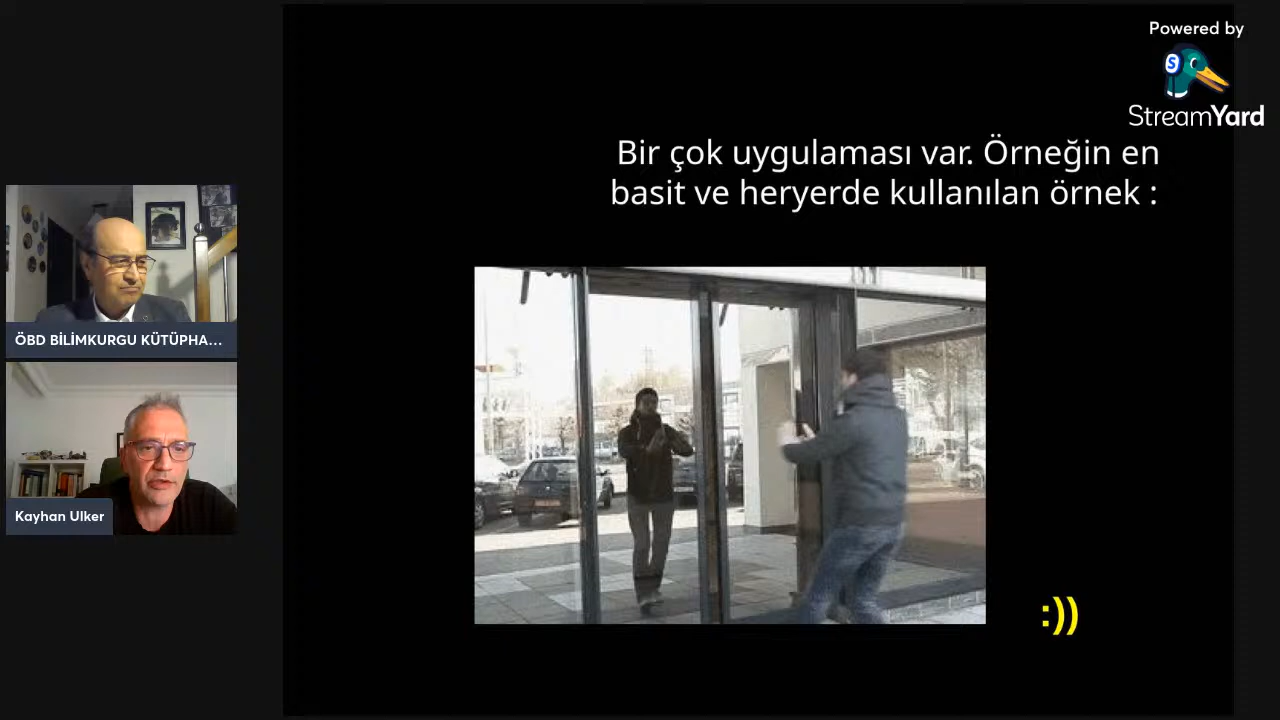 Powered by
StreamYard
Bir çok uygulaması var. Örneğin en
basit ve heryerde kullanılan örnek :
ÖBD BİLİMKURGU KÜTÜPHA...
Kayhan Ulker
:))